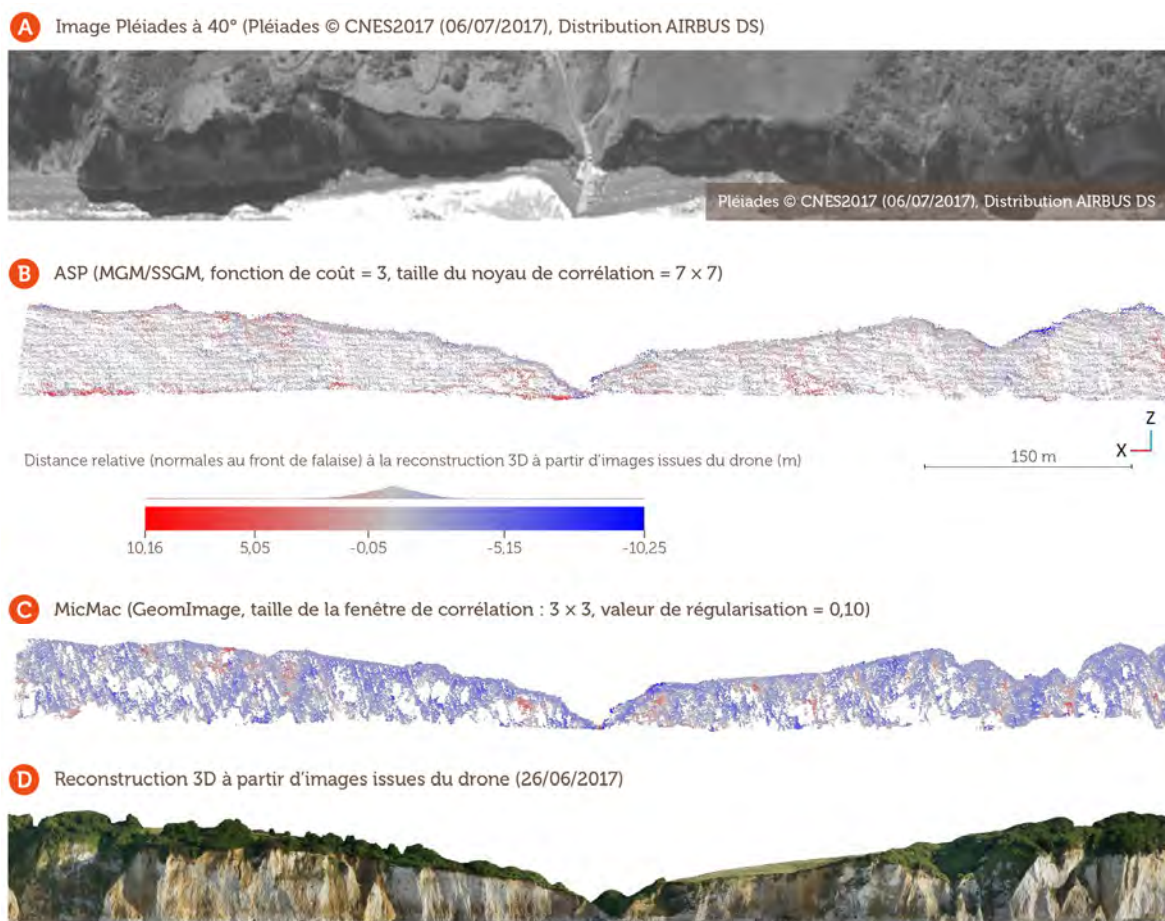 A Image Pléiades à 40° (Pléiades © CNES2017 (06/07/2017), Distribution AIRBUS DS)
Pléiades © CNES2017 (06/07/2017), Distribution AIRBUS DS
B ASP (MGM/SSGM, fonction de coût = 3, taille du noyau de corrélation = 7 × 7)
Z
X
Distance relative (normales au front de falaise) à la reconstruction 3D à partir d'images issues du drone (m)
150 m
10,16 5,05 -0,05 -5,15 -10,25
C MicMac (GeomImage, taille de la fenêtre de corrélation : 3 × 3, valeur de régularisation = 0,10)
D Reconstruction 3D à partir d'images issues du drone (26/06/2017)